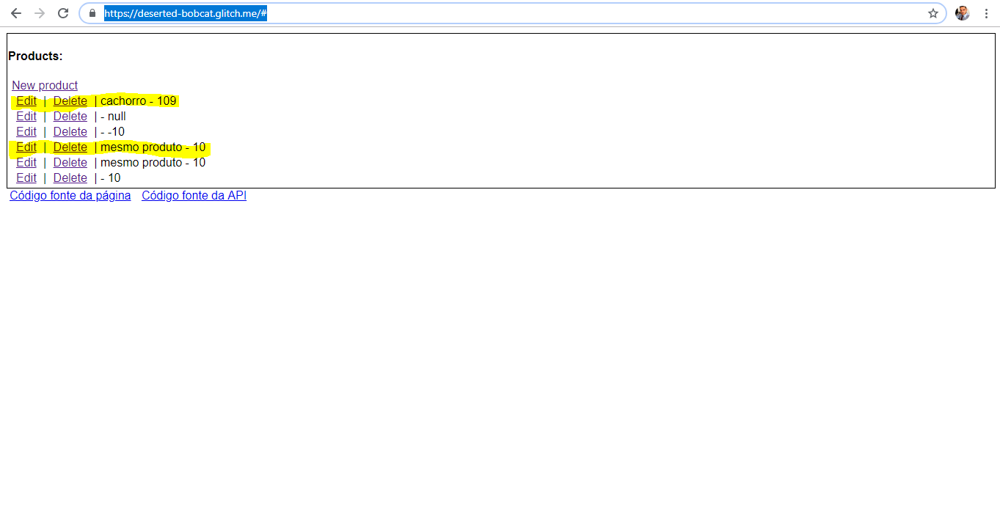 https://deserted-bobcat.glitch.me/#
Products:
New product
Edit | Delete | cachorro - 109
Edit | Delete | - null
Edit | Delete | - -10
Edit | Delete | mesmo produto - 10
Edit | Delete | mesmo produto - 10
Edit | Delete | - 10
Código fonte da página Código fonte da API